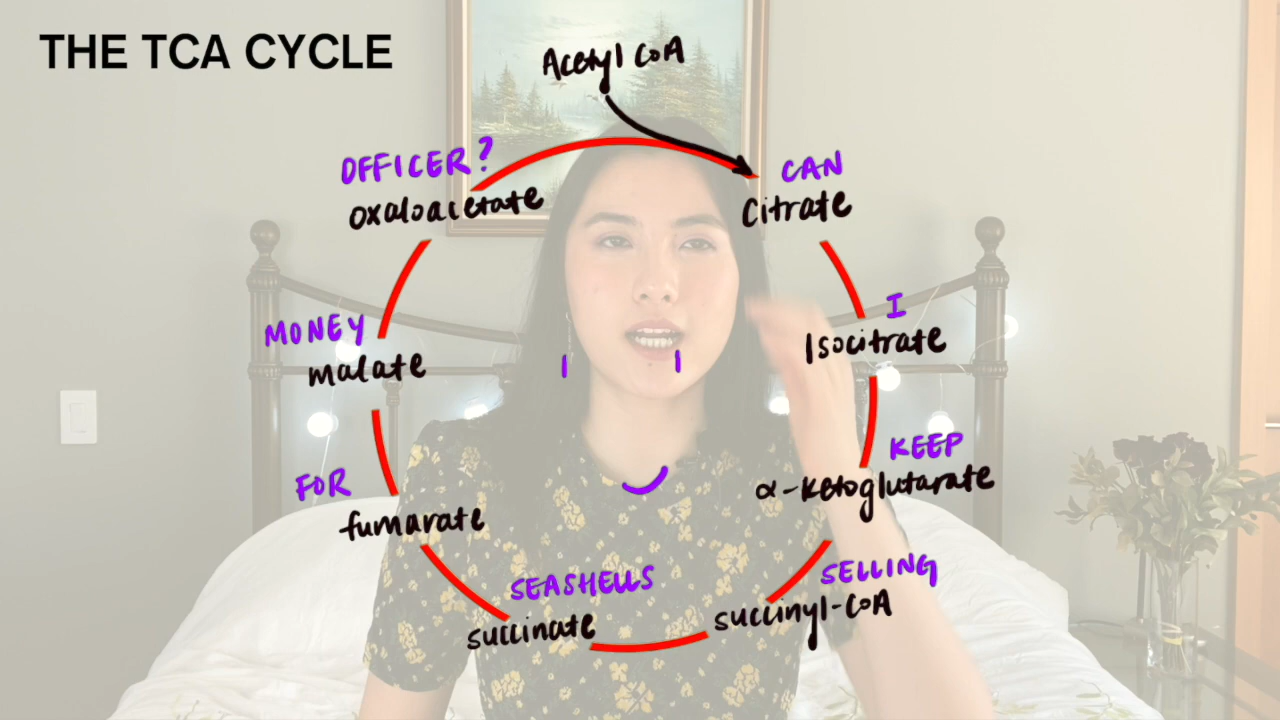 THE TCA CYCLE
Acetyl CoA
CAN
Citrate
I
Isocitrate
KEEP
α-ketoglutarate
SELLING
succinyl-CoA
SEASHELLS
succinate
FOR
fumarate
MONEY
malate
OFFICER?
oxaloacetate